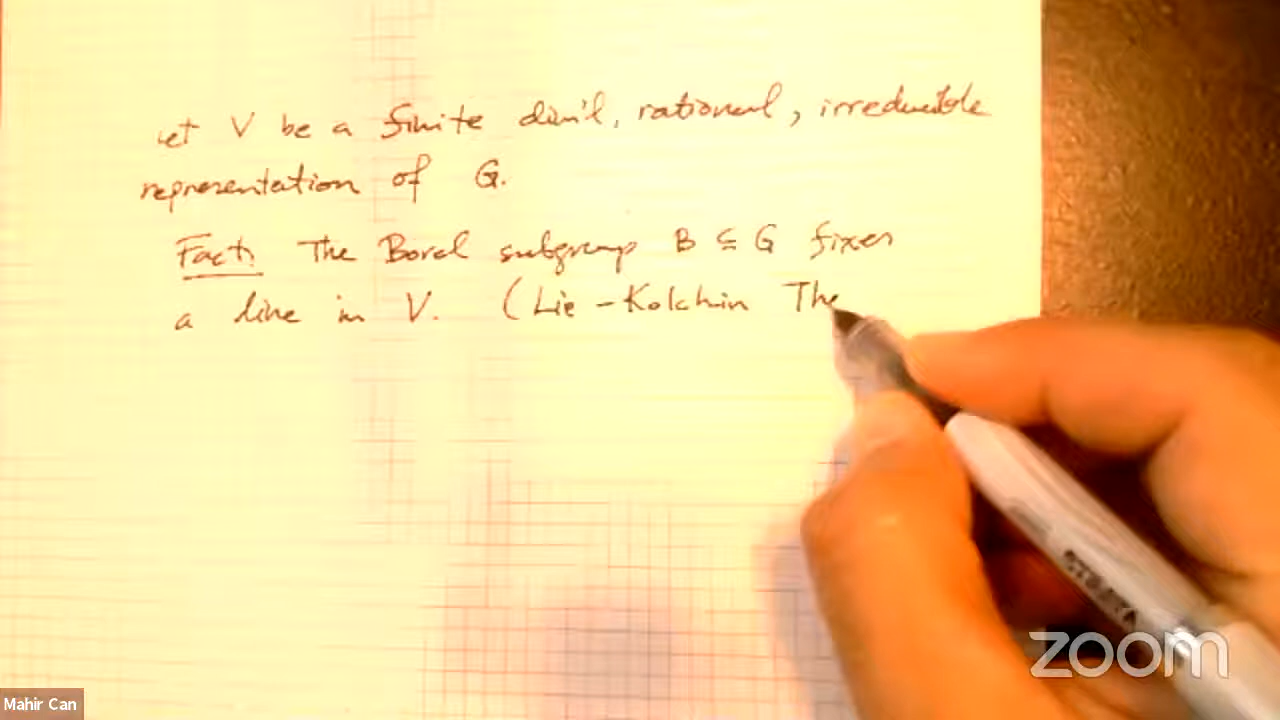 Let V be a finite dim'l, rational, irreducible
representation of G.
Fact: The Borel subgroup B ⊆ G fixes
a line in V. (Lie-Kolchin The
zoom
Mahir Can